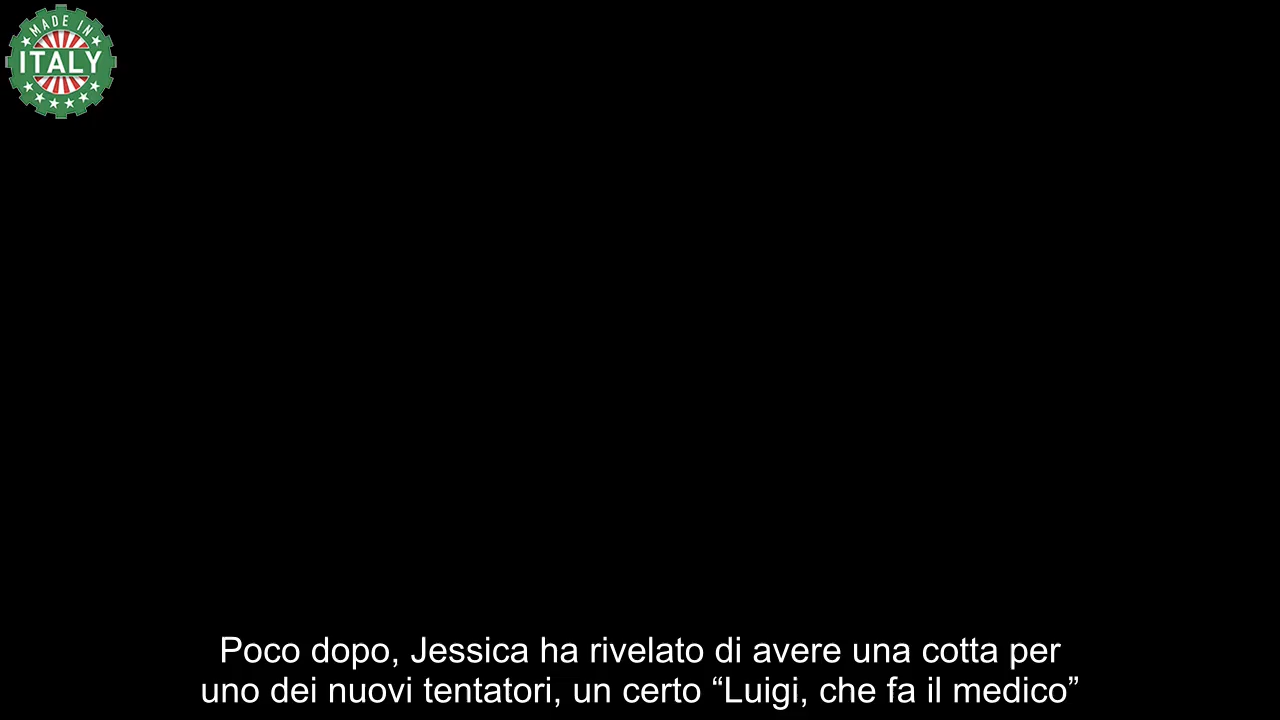 MADE IN
ITALY
Poco dopo, Jessica ha rivelato di avere una cotta per
uno dei nuovi tentatori, un certo “Luigi, che fa il medico”